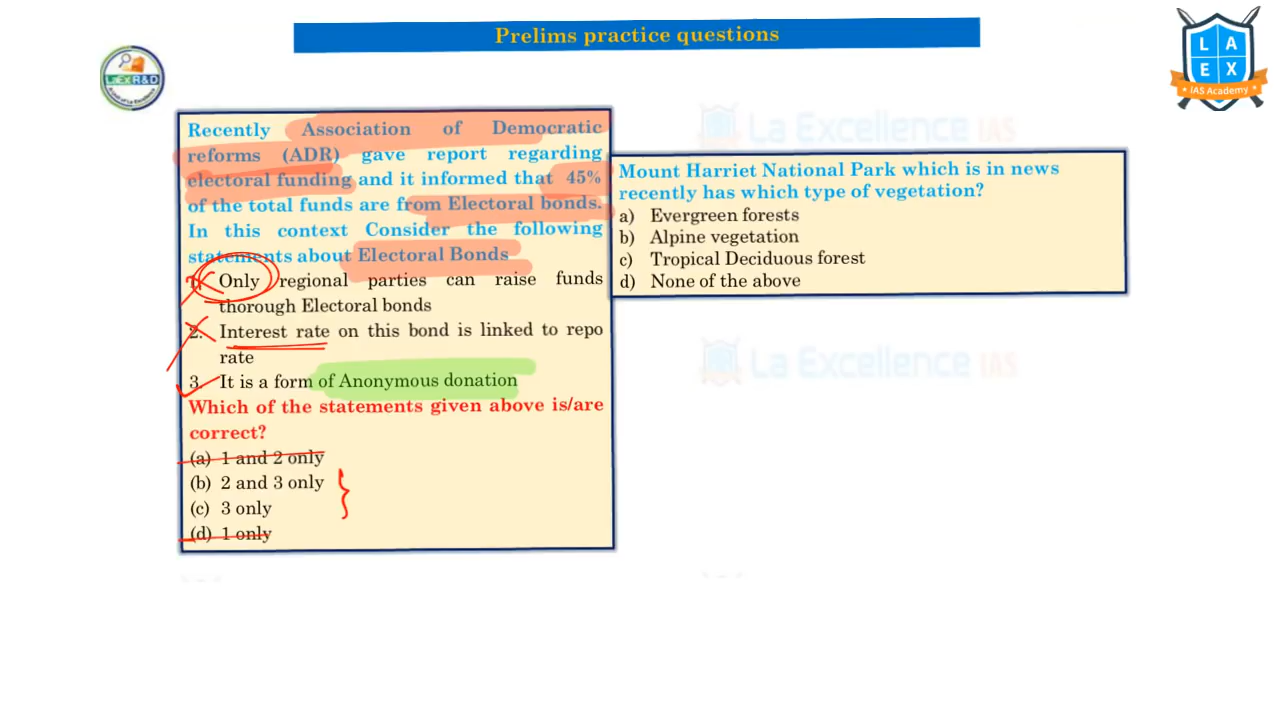 Prelims practice questions
L A
E X
IAS Academy
LaEx R&D
La Excellence IAS
Recently Association of Democratic
reforms (ADR) gave report regarding
electoral funding and it informed that 45%
of the total funds are from Electoral bonds.
In this context Consider the following
statements about Electoral Bonds
1. Only regional parties can raise funds
thorough Electoral bonds
2. Interest rate on this bond is linked to repo
rate
3. It is a form of Anonymous donation
Which of the statements given above is/are
correct?
(a) 1 and 2 only
(b) 2 and 3 only
(c) 3 only
(d) 1 only
Mount Harriet National Park which is in news
recently has which type of vegetation?
a) Evergreen forests
b) Alpine vegetation
c) Tropical Deciduous forest
d) None of the above
La Excellence IAS